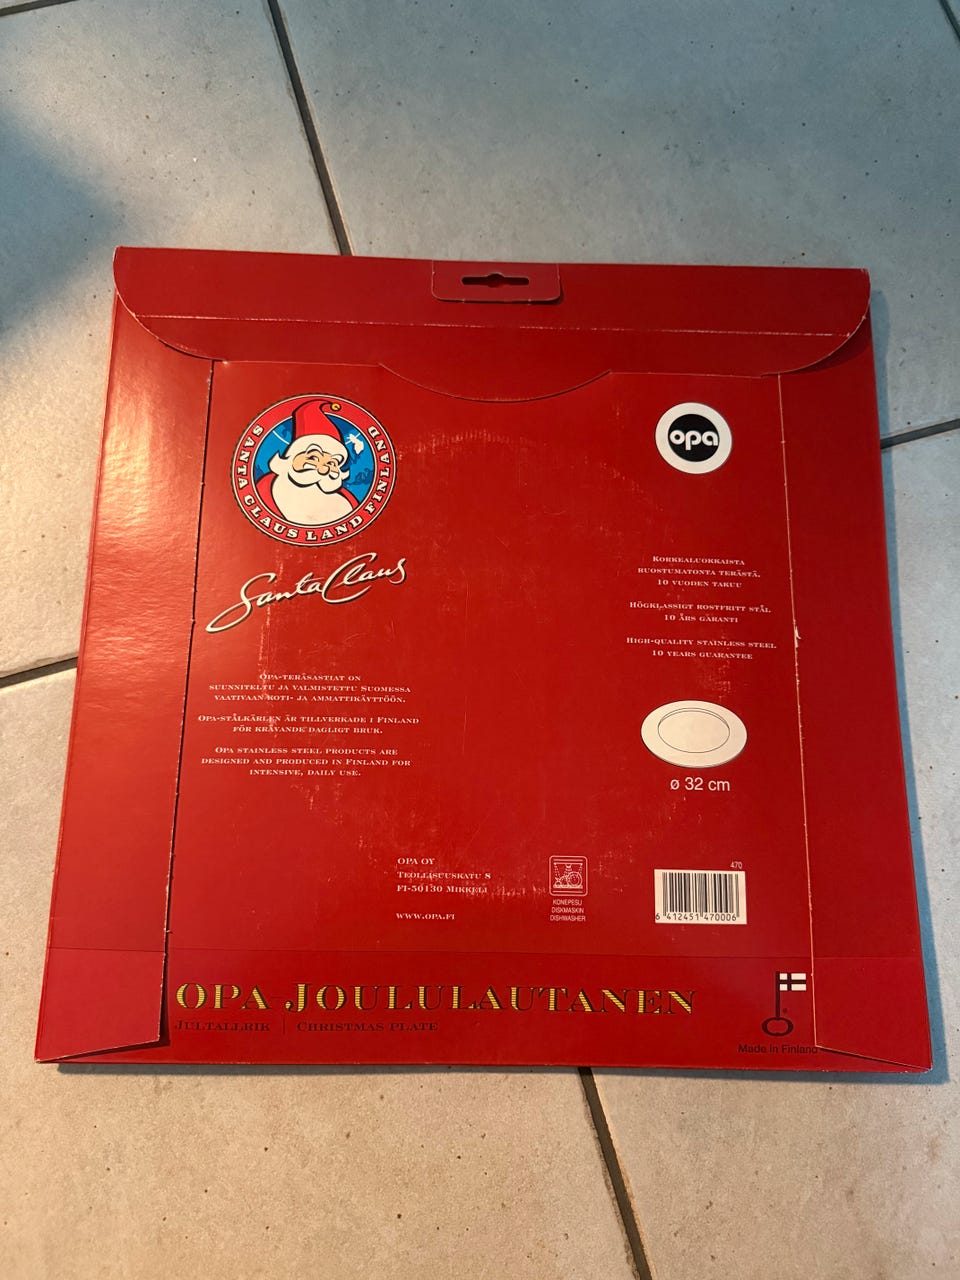 SANTA CLAUS LAND FINLAND
Santa Claus
opa
KORKEALUOKKAISTA
RUOSTUMATONTA TERÄSTÄ.
10 VUODEN TAKUU
HÖGKLASSIGT ROSTFRITT STÅL
10 ÅRS GARANTI
HIGH-QUALITY STAINLESS STEEL
10 YEARS GUARANTEE
ø 32 cm
OPA-TERÄSASTIAT ON
SUUNNITELTU JA VALMISTETTU SUOMESSA
VAATIVAAN KOTI- JA AMMATTIKÄYTTÖÖN.
OPA-STÅLKÄRLEN ÄR TILLVERKADE I FINLAND
FÖR KRÄVANDE DAGLIGT BRUK.
OPA STAINLESS STEEL PRODUCTS ARE
DESIGNED AND PRODUCED IN FINLAND FOR
INTENSIVE, DAILY USE.
OPA OY
TEOLLISUUSKATU 8
FI-50130 MIKKELI
WWW.OPA.FI
KONEPESU
DISKMASKIN
DISHWASHER
470
6 412451 470006
OPA JOULULAUTANEN
JULTALLRIK | CHRISTMAS PLATE
Made in Finland